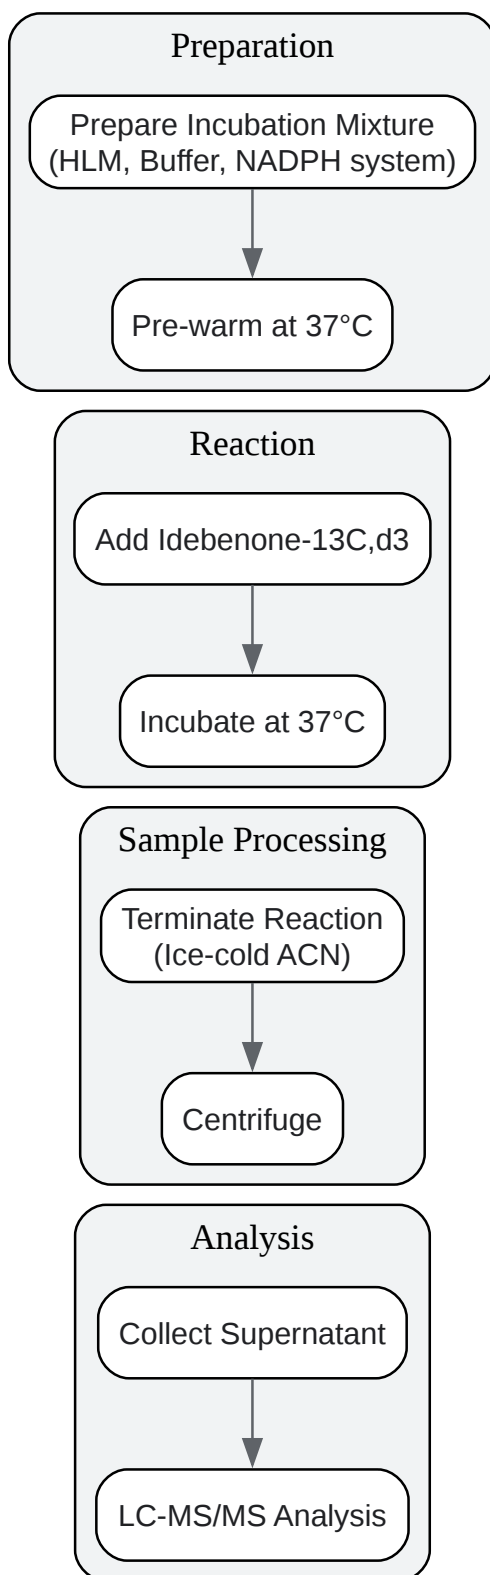 Preparation
Prepare Incubation Mixture
(HLM, Buffer, NADPH system)
Pre-warm at 37°C
Reaction
Add Idebenone-13C,d3
Incubate at 37°C
Sample Processing
Terminate Reaction
(Ice-cold ACN)
Centrifuge
Analysis
Collect Supernatant
LC-MS/MS Analysis